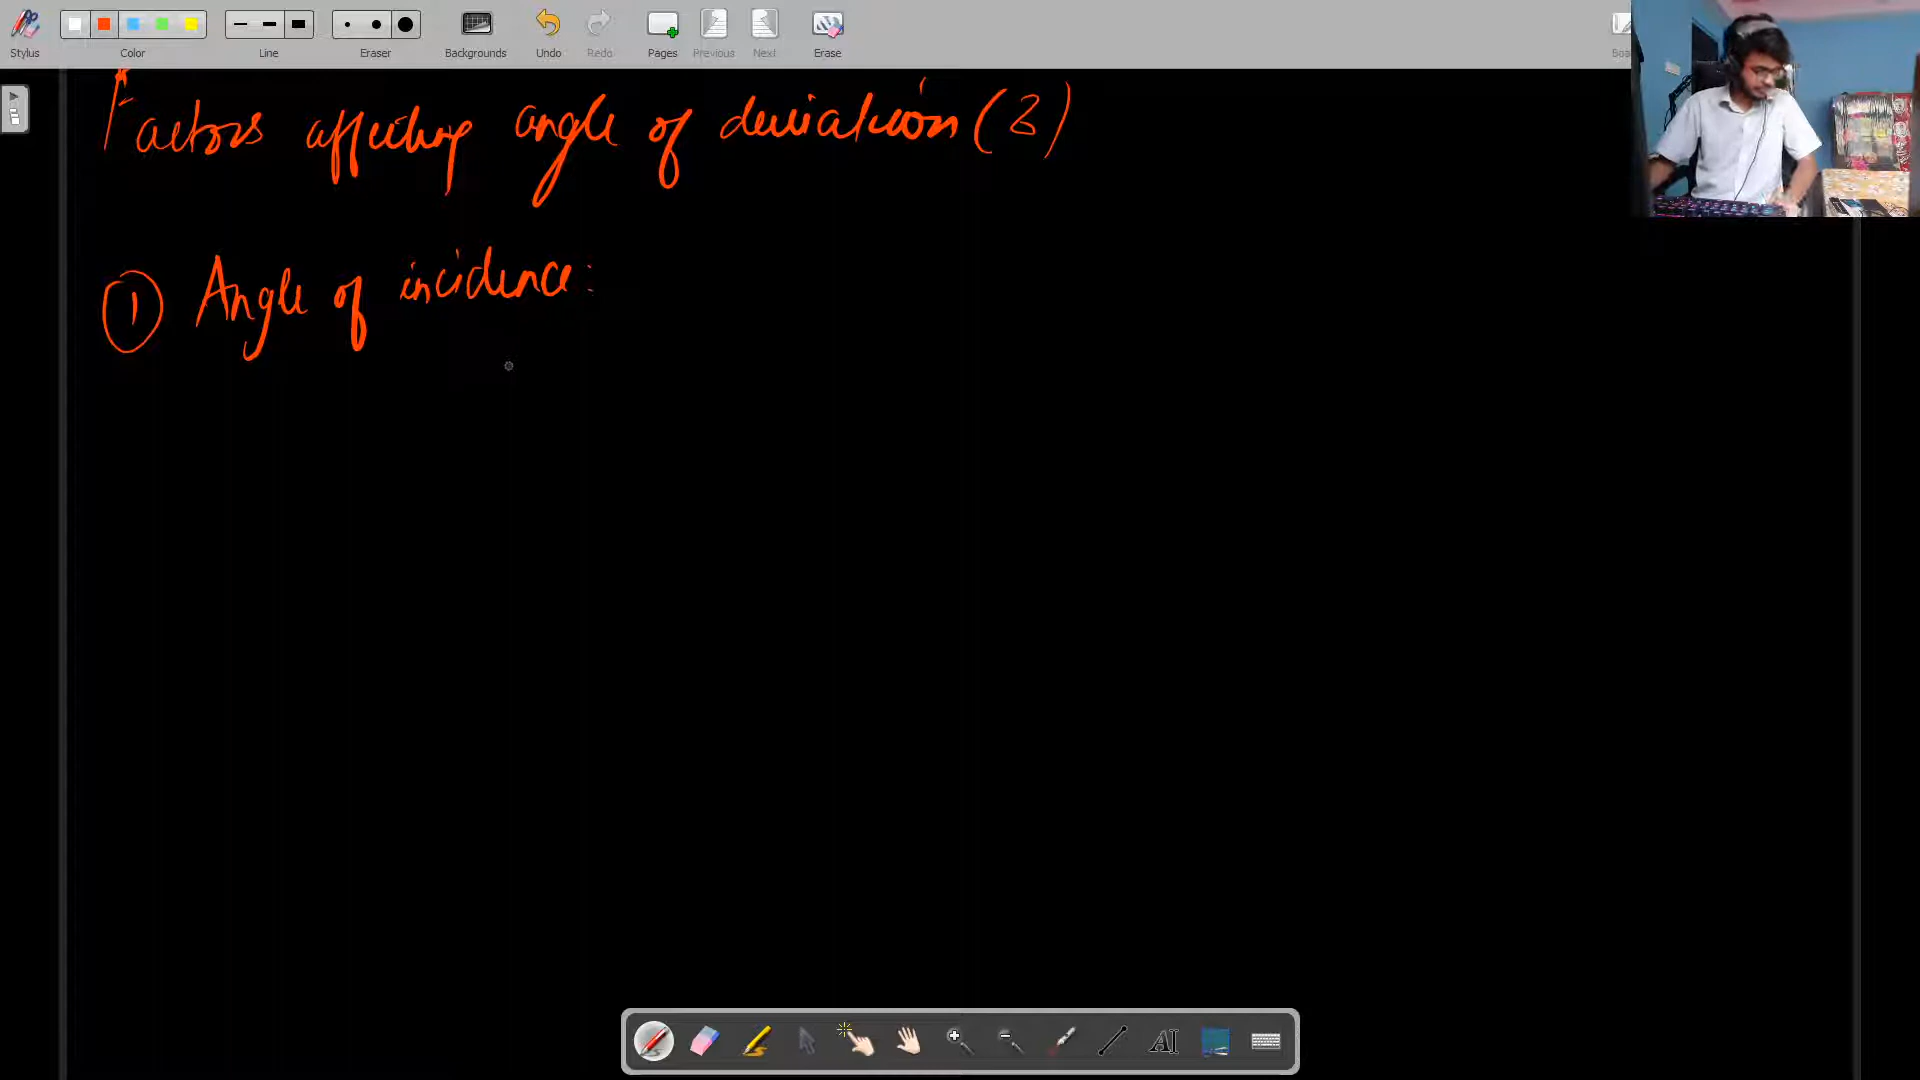 Stylus Color Line Eraser Backgrounds Undo Redo Pages Previous Next Erase
Factors affecting angle of deviation (2)
① Angle of incidence: